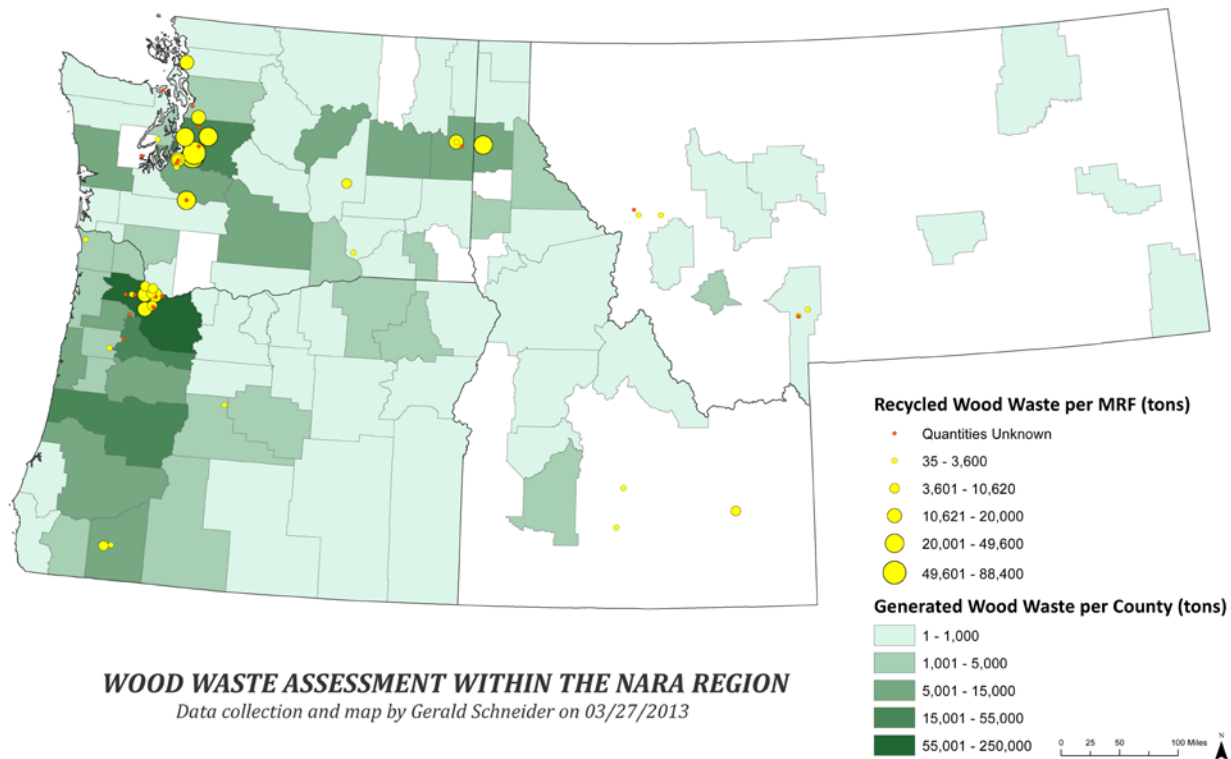 Recycled Wood Waste per MRF (tons)
Quantities Unknown
35 - 3,600
3,601 - 10,620
10,621 - 20,000
20,001 - 49,600
49,601 - 88,400
Generated Wood Waste per County (tons)
1 - 1,000
1,001 - 5,000
5,001 - 15,000
15,001 - 55,000
55,001 - 250,000
WOOD WASTE ASSESSMENT WITHIN THE NARA REGION
Data collection and map by Gerald Schneider on 03/27/2013
0 25 50 100 Miles
N